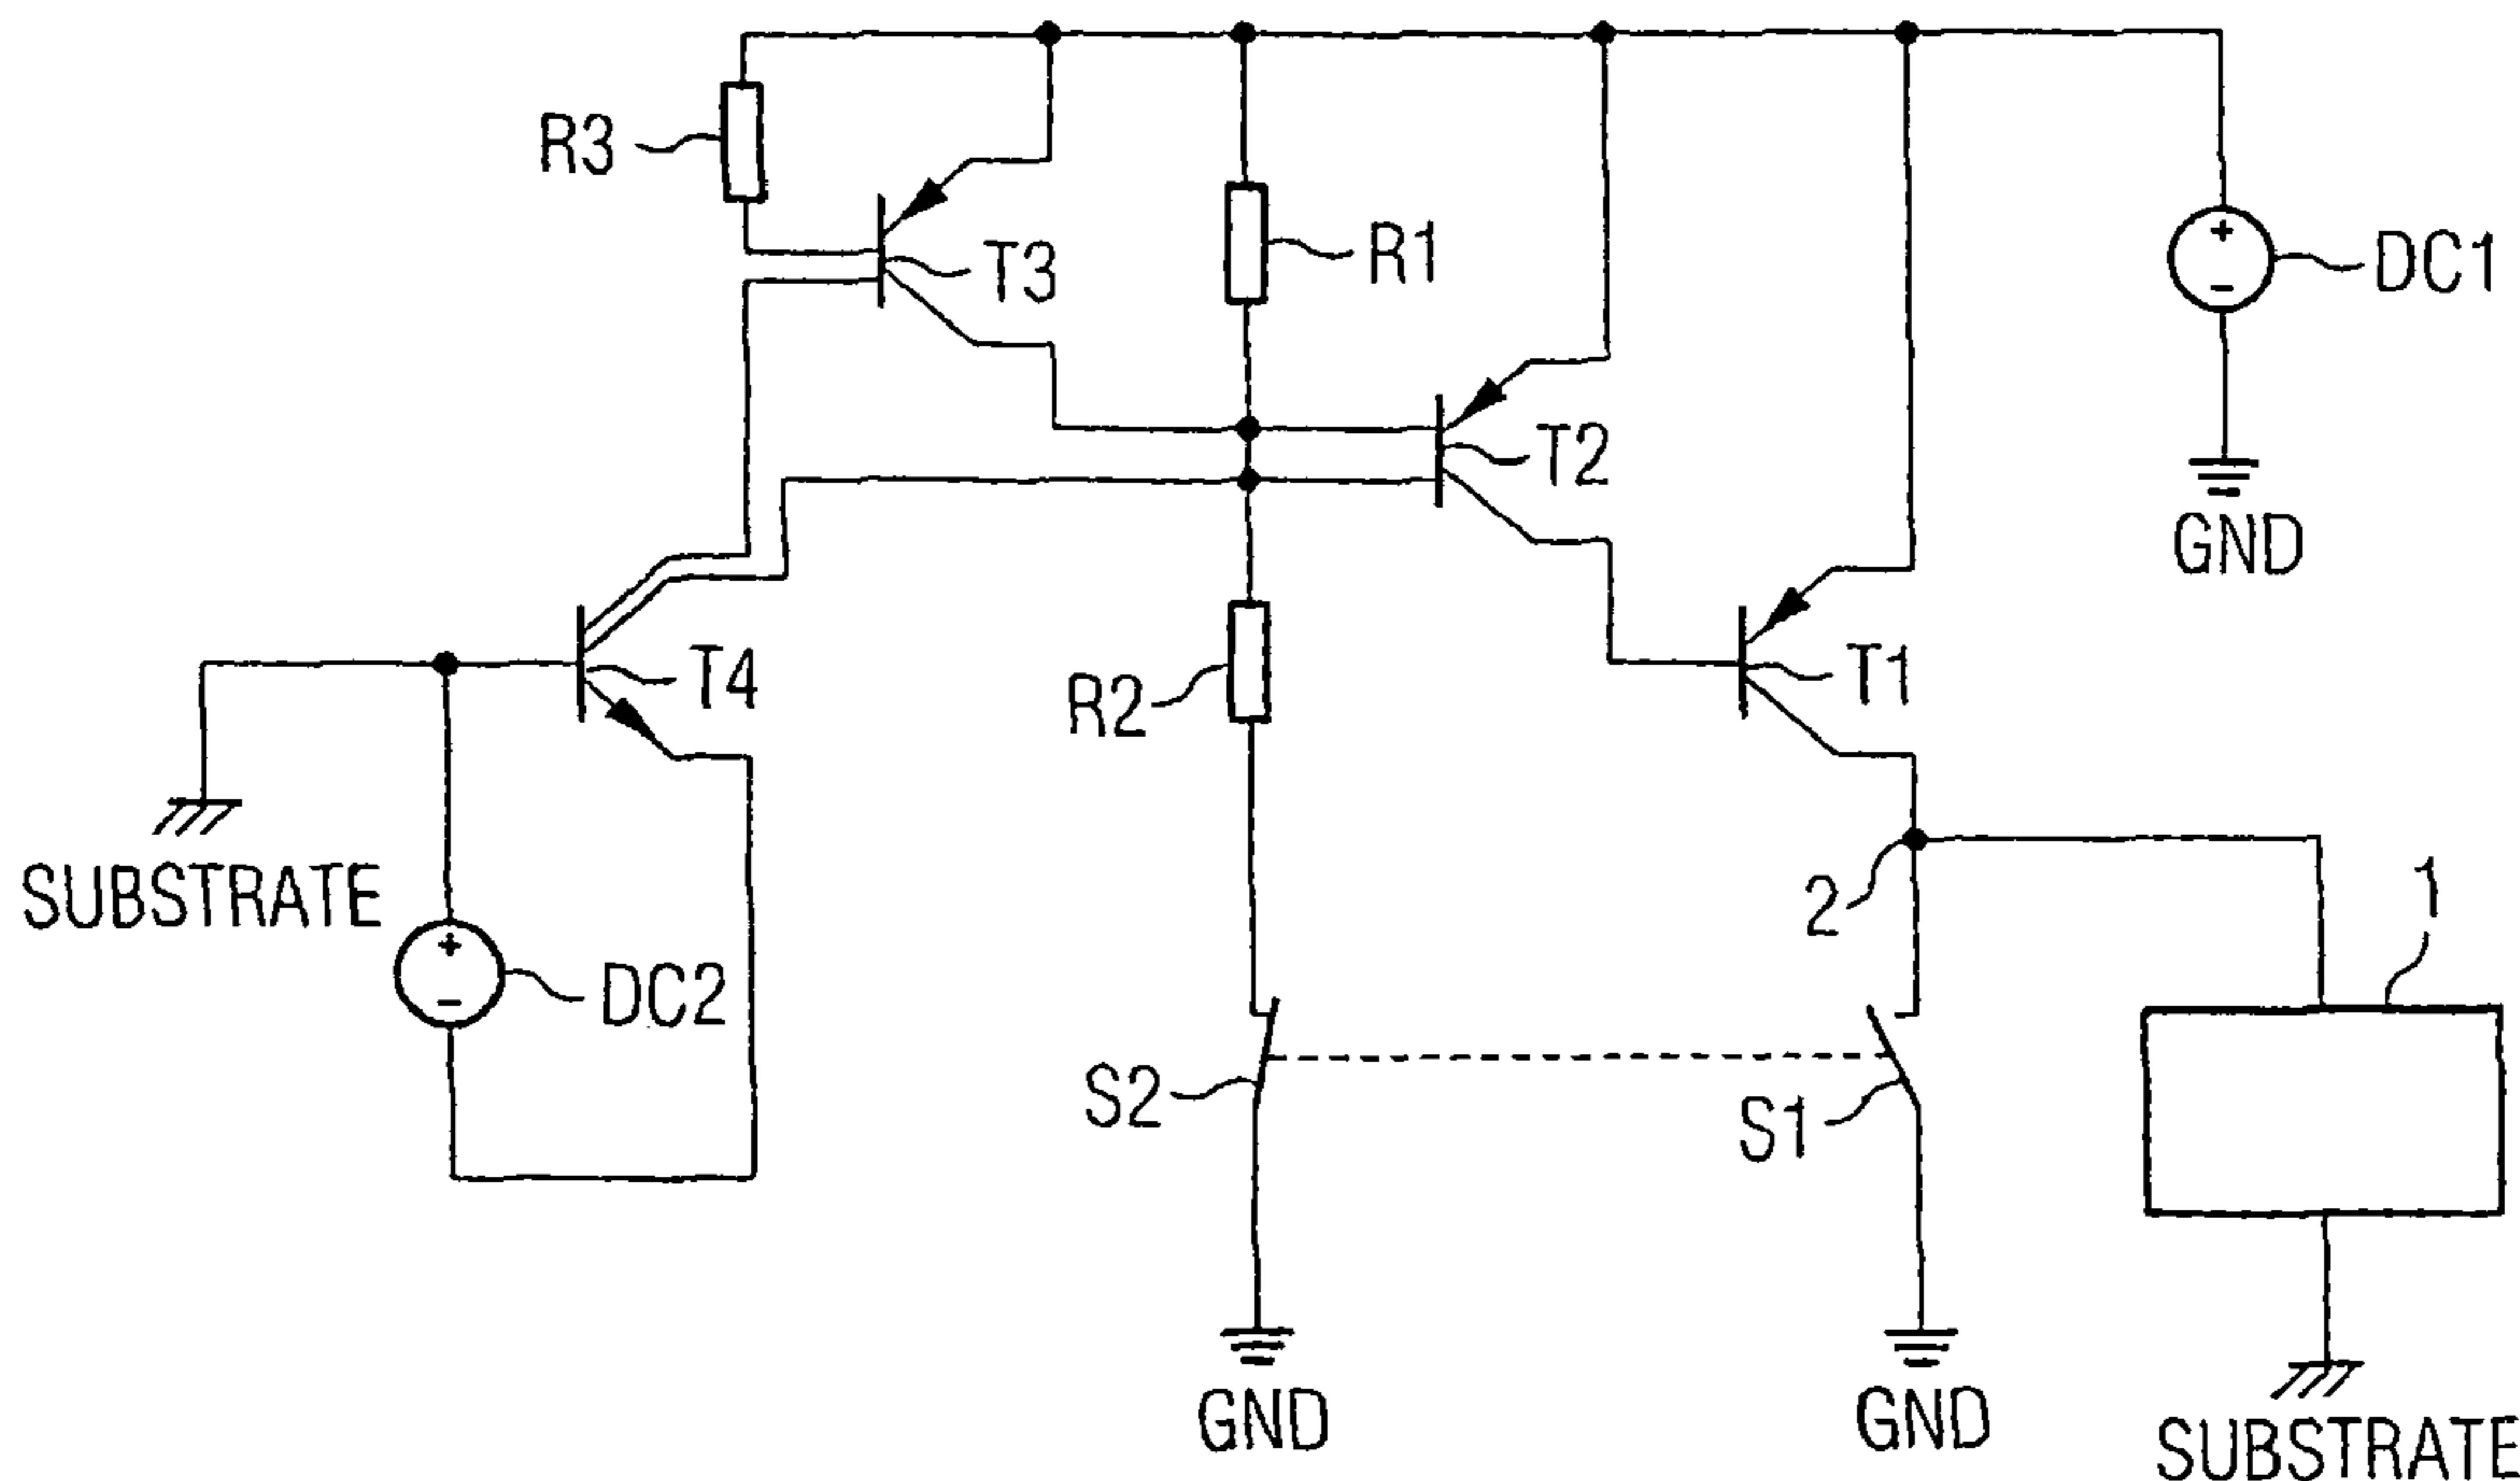 R3
T3
R1
+
-
DC1
T2
GND
T4
T1
R2
SUBSTRATE
2
1
+
-
DC2
S2
S1
GND
GND
SUBSTRATE